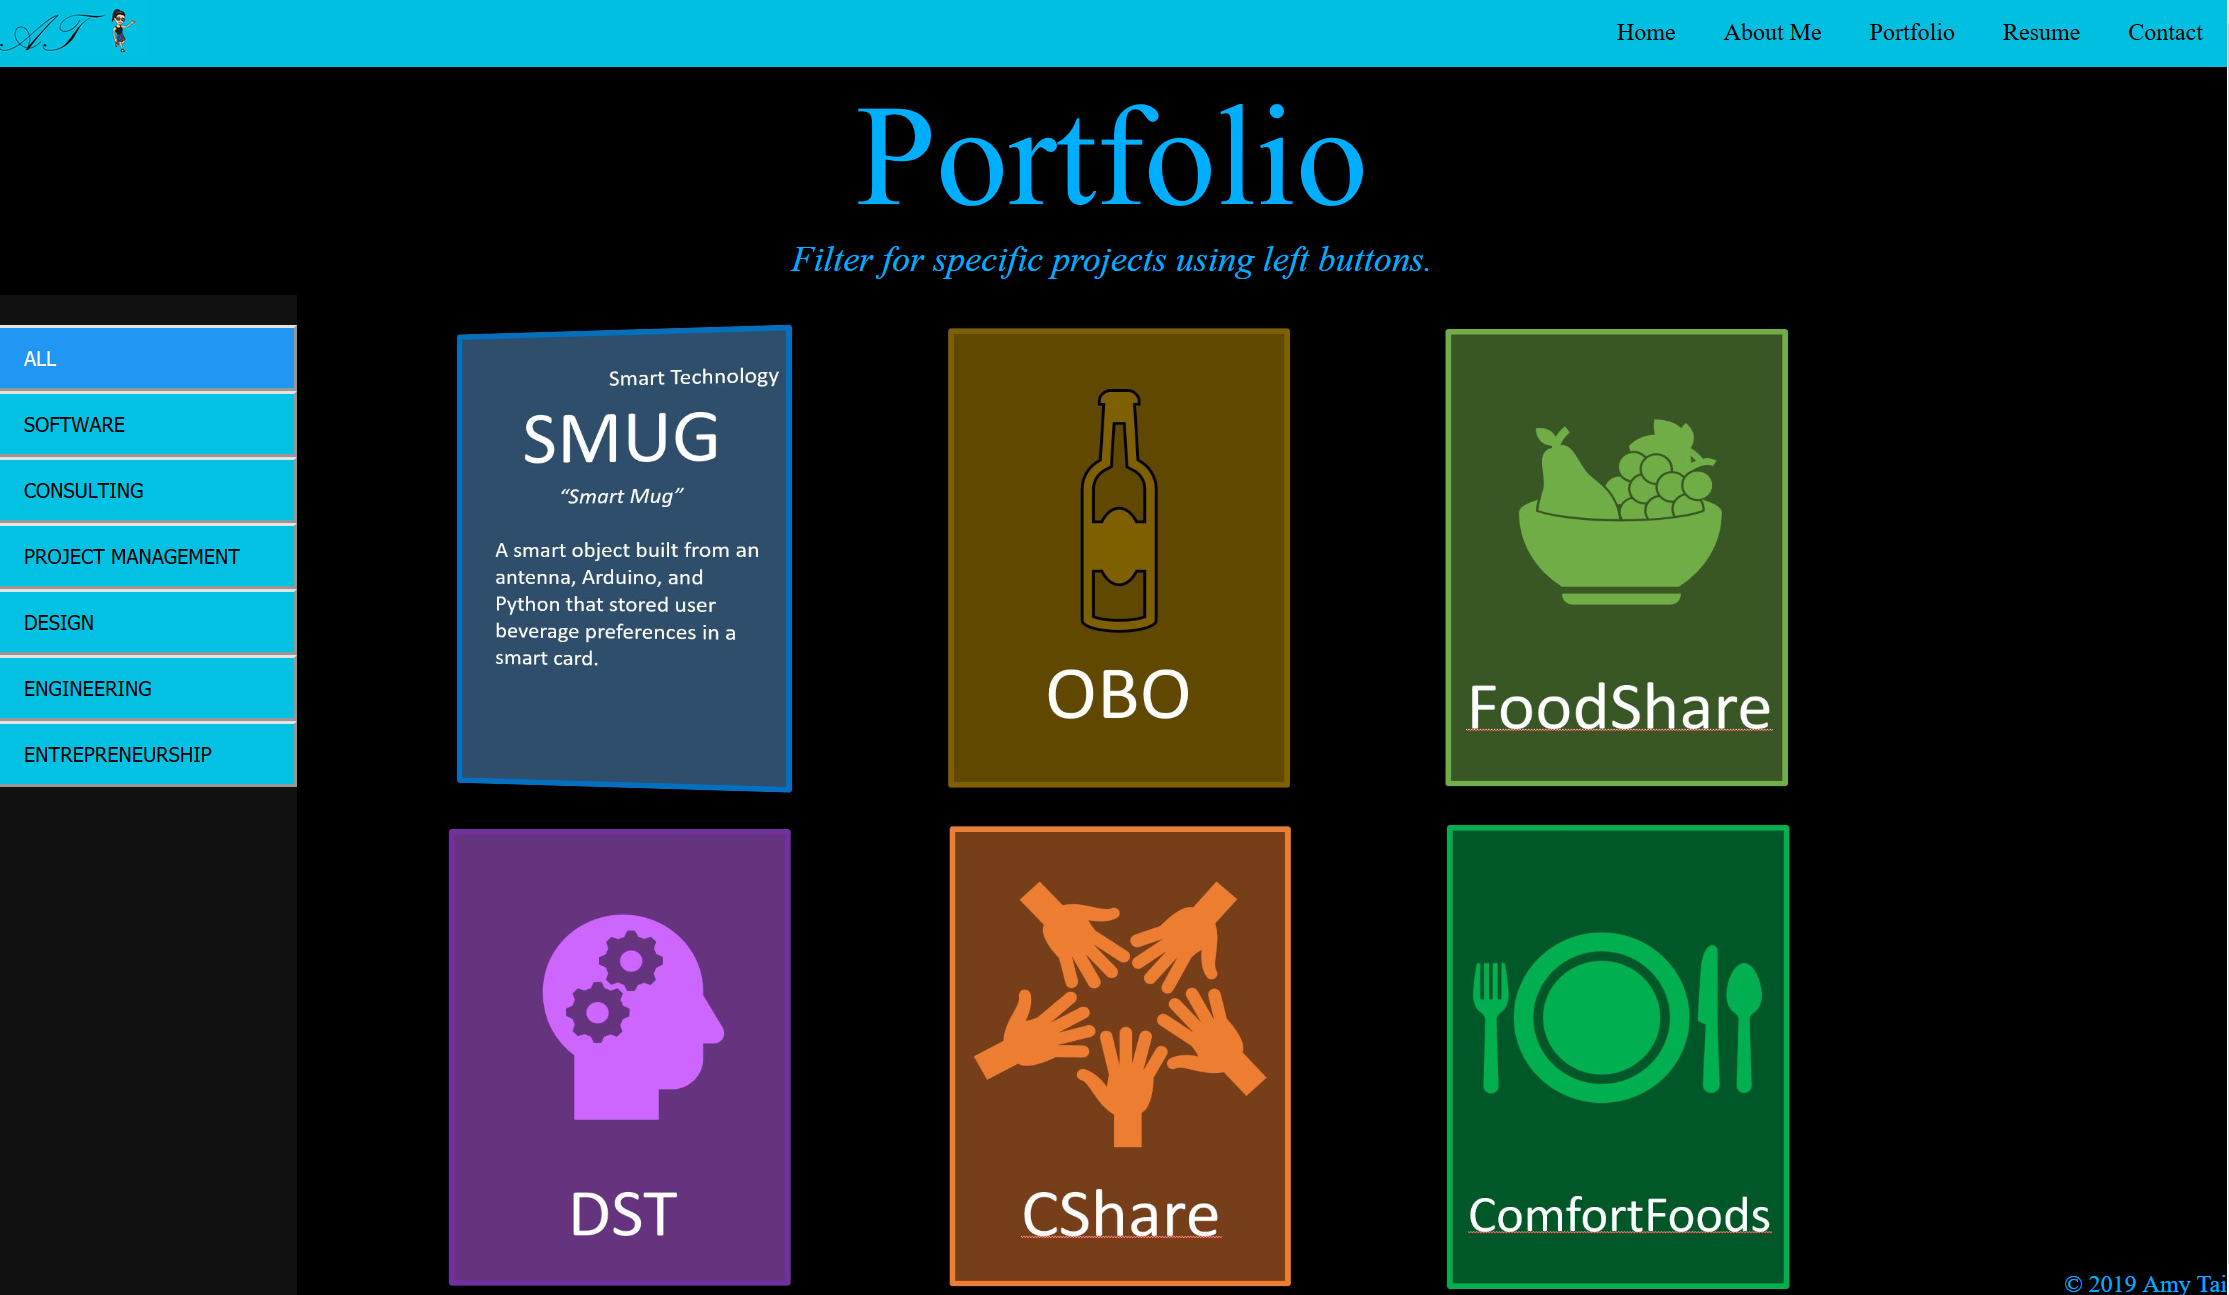 AT
Home About Me Portfolio Resume Contact
Portfolio
Filter for specific projects using left buttons.
ALL
SOFTWARE
CONSULTING
PROJECT MANAGEMENT
DESIGN
ENGINEERING
ENTREPRENEURSHIP
Smart Technology
SMUG
“Smart Mug”
A smart object built from an
antenna, Arduino, and
Python that stored user
beverage preferences in a
smart card.
OBO
FoodShare
DST
CShare
ComfortFoods
© 2019 Amy Tai